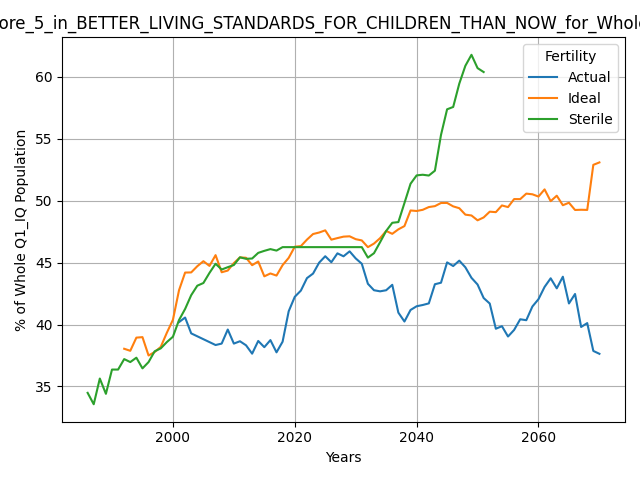 ore_5_in_BETTER_LIVING_STANDARDS_FOR_CHILDREN_THAN_NOW_for_Whole
Fertility
Actual
Ideal
Sterile
60
55
50
45
40
35
% of Whole Q1_IQ Population
2000 2020 2040 2060
Years